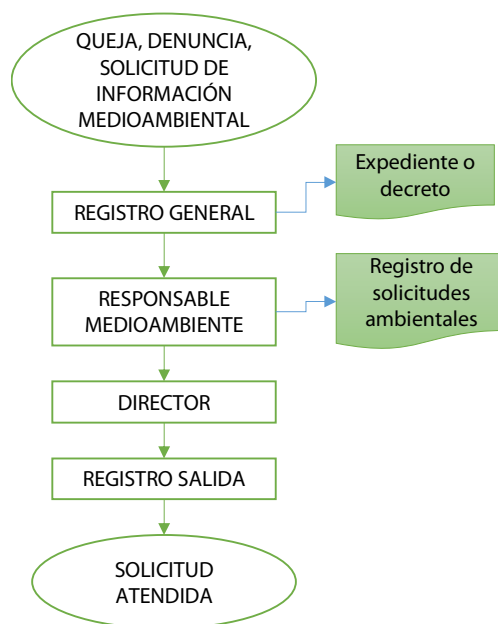 QUEJA, DENUNCIA,
SOLICITUD DE
INFORMACIÓN
MEDIOAMBIENTAL
REGISTRO GENERAL
Expediente o
decreto
RESPONSABLE
MEDIOAMBIENTE
Registro de
solicitudes
ambientales
DIRECTOR
REGISTRO SALIDA
SOLICITUD
ATENDIDA